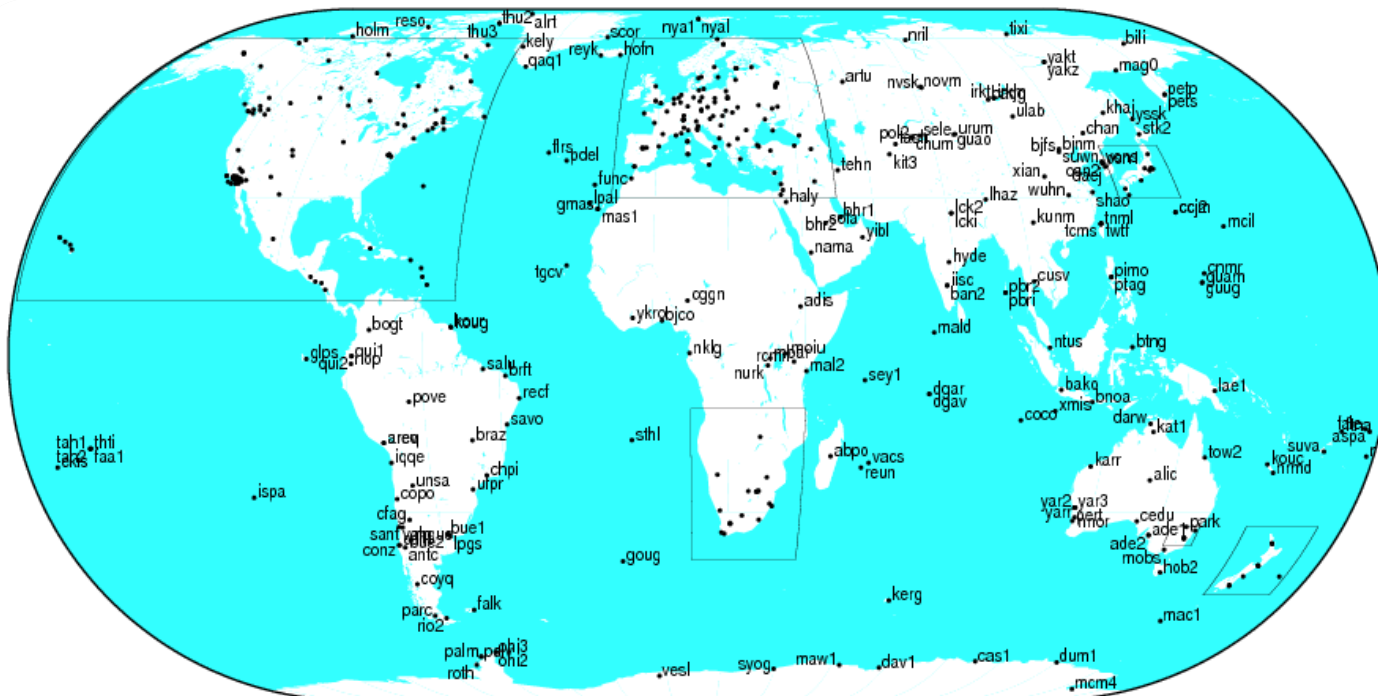 thu2
alrt
reso
holm
thu3
kely
qaq1
scor
reyk
hofn
nya1
nyal
nril
tixi
bili
mag0
yakt
yakz
artu
nvsk
novm
ulab
petp
pets
khaj
yssk
stk2
chan
pol2
sele
urum
chum
guao
kit3
bjfs
bjnm
suwn
daej
tehn
xian
wuhn
lhaz
shao
flrs
pdel
func
gmas
lpal
mas1
haly
bhr1
bhr2
yibl
nama
lck2
lcki
kunm
tnml
tcms
twtf
mcil
hyde
iisc
ban2
cusv
pbr2
pbri
pimo
ptag
cnmr
guam
guug
tgcv
cggn
ykro
bjco
adis
mald
bogt
kour
koug
glps
qui1
qui2
riop
salu
brft
recf
pove
savo
nklg
moiu
nurk
mal2
sey1
dgar
dgav
ntus
btng
bako
bnoa
xmis
coco
lae1
darw
kat1
tah1
thti
faa1
areq
iqqe
braz
chpi
unsa
ufpr
copo
ispa
sthl
abpo
vacs
reun
karr
alic
tow2
suva
aspa
kouc
nrmd
cfag
sant
bue1
bue2
lpgs
conz
antc
coyq
goug
yar2
yar3
yarr
pert
nnor
cedu
ade1
ade2
park
mobs
hob2
parc
falk
rio2
kerg
mac1
palm
ohi3
ohi2
roth
vesl
syog
maw1
dav1
cas1
dum1
mcm4